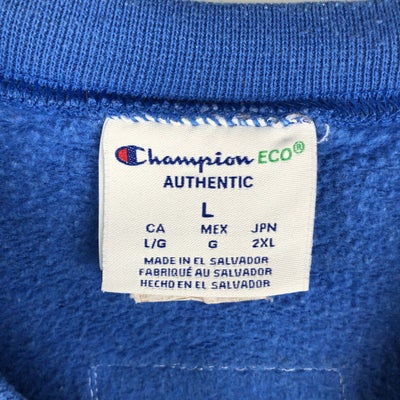 Champion ECO®
AUTHENTIC
L
CA MEX JPN
L/G G 2XL
MADE IN EL SALVADOR
FABRIQUÉ AU SALVADOR
HECHO EN EL SALVADOR